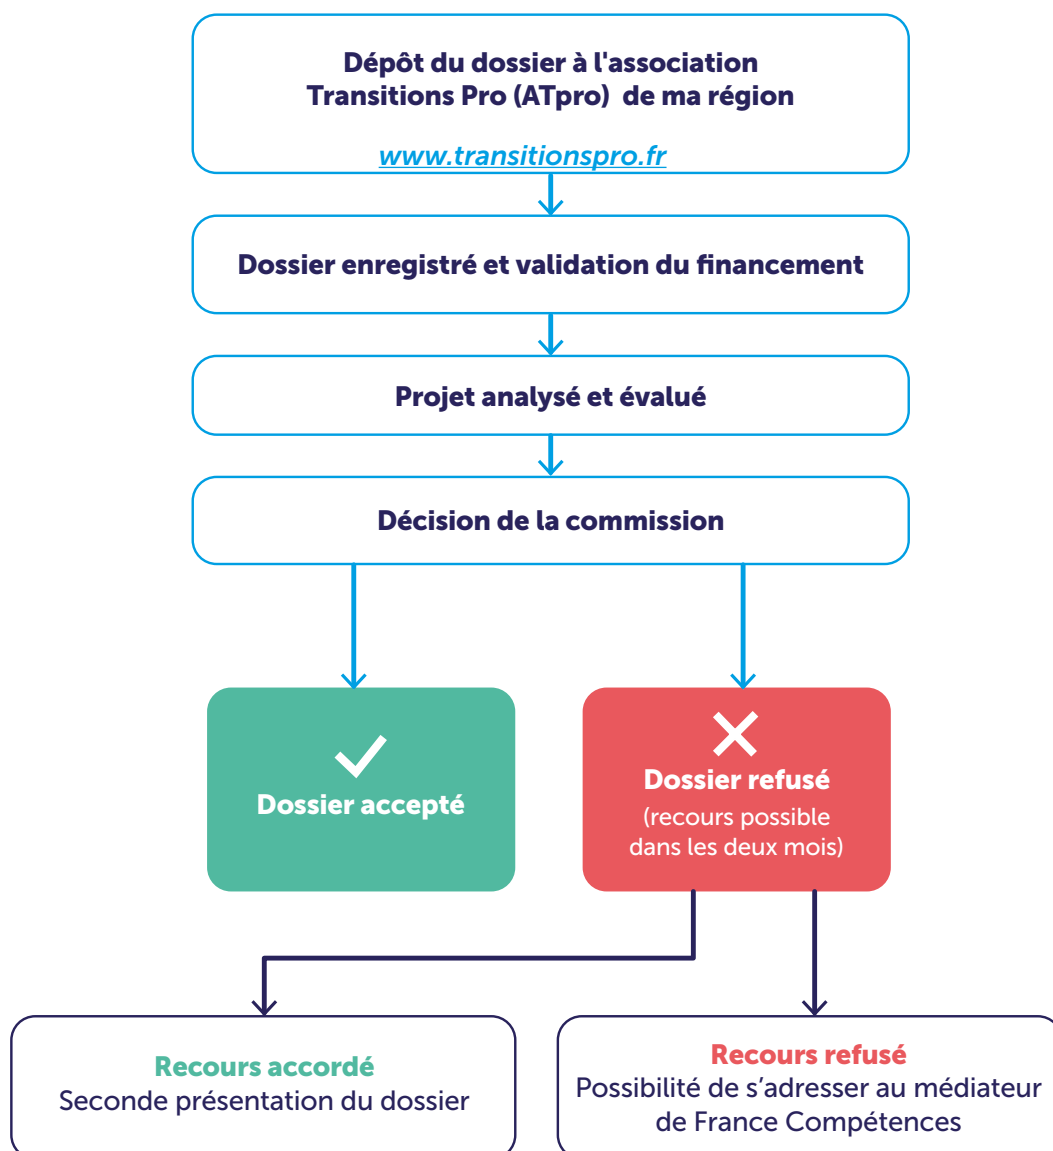 Dépôt du dossier à l'association
Transitions Pro (ATpro) de ma région
www.transitionspro.fr
Dossier enregistré et validation du financement
Projet analysé et évalué
Décision de la commission
Dossier accepté
Dossier refusé
(recours possible
dans les deux mois)
Recours accordé
Seconde présentation du dossier
Recours refusé
Possibilité de s’adresser au médiateur
de France Compétences